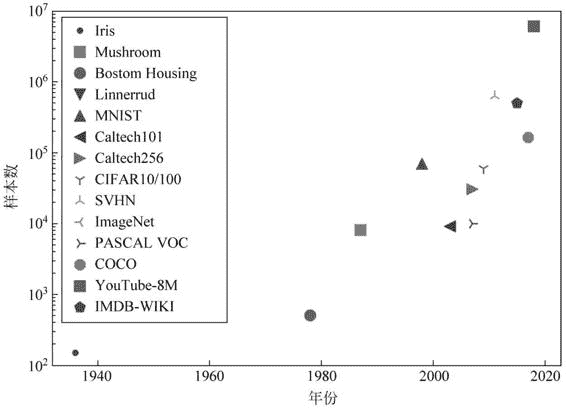 10^7
10^6
10^5
10^4
10^3
10^2
样本数
Iris
Mushroom
Bostom Housing
Linnerrud
MNIST
Caltech101
Caltech256
CIFAR10/100
SVHN
ImageNet
PASCAL VOC
COCO
YouTube-8M
IMDB-WIKI
1940
1960
1980
2000
2020
年份